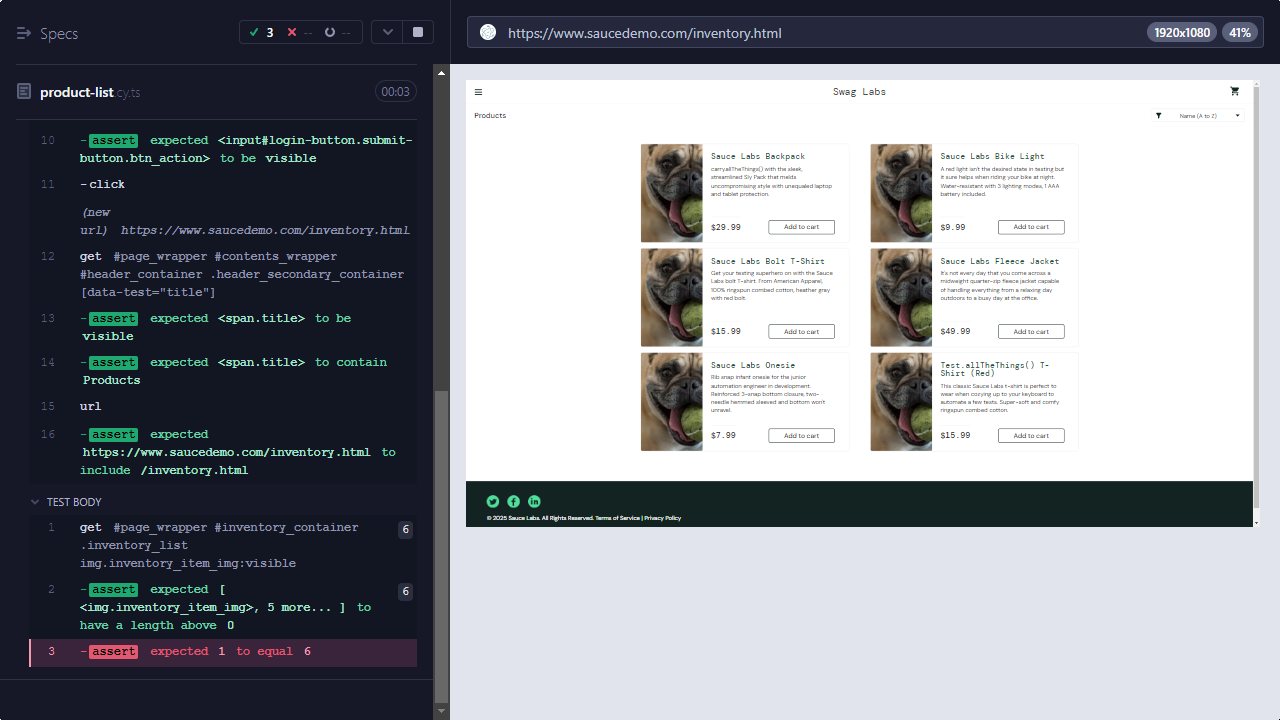 Specs
3
--
--
https://www.saucedemo.com/inventory.html
1920x1080
41%
product-list.cy.ts
00:03
10 -assert expected <input#login-button.submit-
button.btn_action> to be visible
11 -click
(new
url) https://www.saucedemo.com/inventory.html
12 get #page_wrapper #contents_wrapper
#header_container .header_secondary_container
[data-test="title"]
13 -assert expected <span.title> to be
visible
14 -assert expected <span.title> to contain
Products
15 url
16 -assert expected
https://www.saucedemo.com/inventory.html to
include /inventory.html
TEST BODY
1 get #page_wrapper #inventory_container 6
.inventory_list
img.inventory_item_img:visible
2 -assert expected [ 6
<img.inventory_item_img>, 5 more... ] to
have a length above 0
3 -assert expected 1 to equal 6
Swag Labs
Products
Name (A to Z)
Sauce Labs Backpack
carry.allTheThings() with the sleek,
streamlined Sly Pack that melds
uncompromising style with unequaled laptop
and tablet protection.
$29.99
Add to cart
Sauce Labs Bike Light
A red light isn't the desired state in testing but
it sure helps when riding your bike at night.
Water-resistant with 3 lighting modes, 1 AAA
battery included.
$9.99
Add to cart
Sauce Labs Bolt T-Shirt
Get your testing superhero on with the Sauce
Labs bolt T-shirt. From American Apparel,
100% ringspun combed cotton, heather gray
with red bolt.
$15.99
Add to cart
Sauce Labs Fleece Jacket
It's not every day that you come across a
midweight quarter-zip fleece jacket capable
of handling everything from a relaxing day
outdoors to a busy day at the office.
$49.99
Add to cart
Sauce Labs Onesie
Rib snap infant onesie for the junior
automation engineer in development.
Reinforced 3-snap bottom closure, two-
needle hemmed sleeved and bottom won't
unravel.
$7.99
Add to cart
Test.allTheThings() T-
Shirt (Red)
This classic Sauce Labs t-shirt is perfect to
wear when cozying up to your keyboard to
automate a few tests. Super-soft and comfy
ringspun combed cotton.
$15.99
Add to cart
© 2025 Sauce Labs. All Rights Reserved. Terms of Service | Privacy Policy